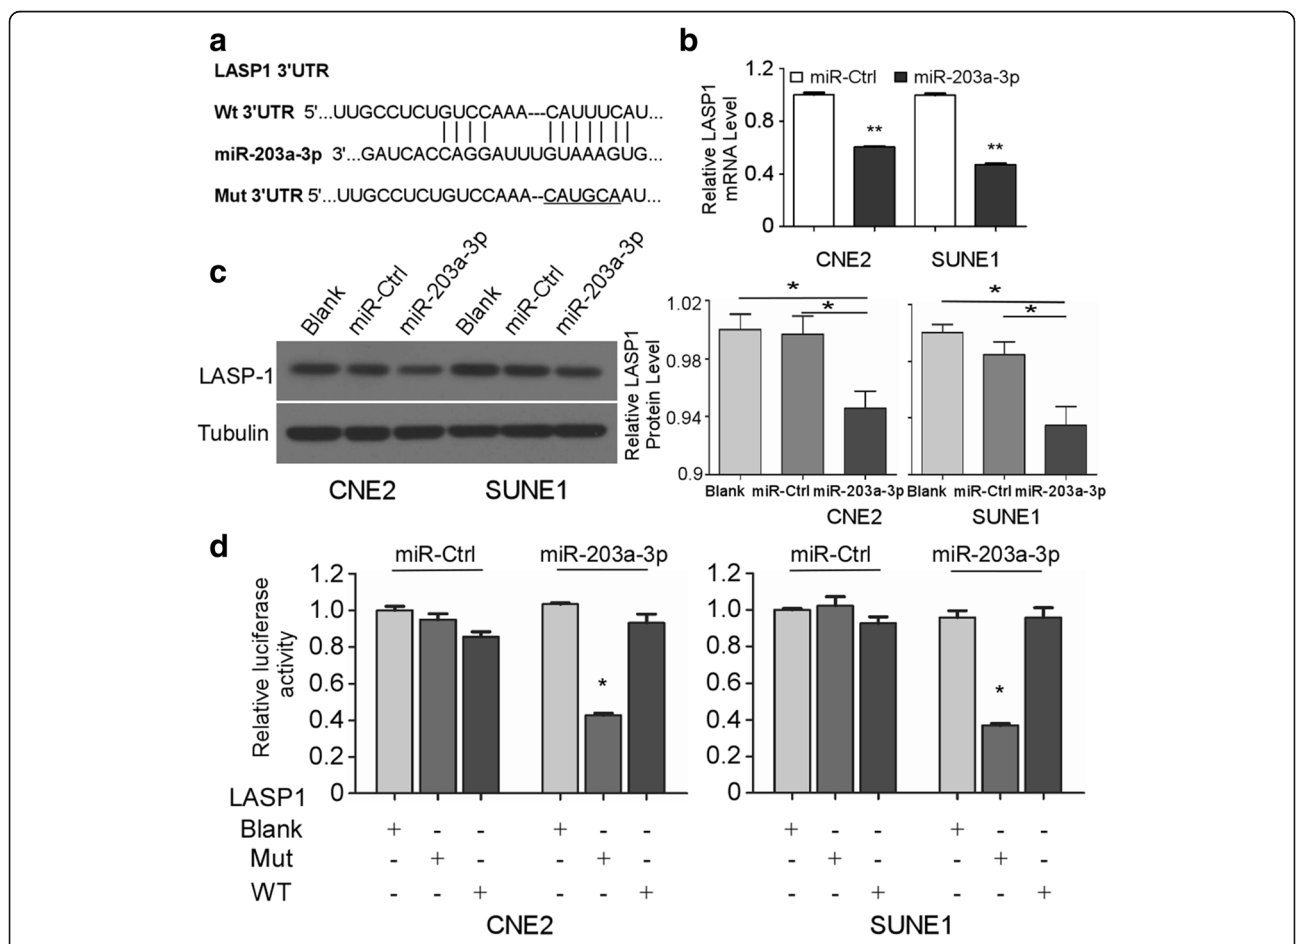 a
LASP1 3'UTR
Wt 3'UTR 5'...UUGCCUCUGUCCAAA---CAUUUCAU...
miR-203a-3p 3'...GAUCACCAGGAUUUGUAAAGUG...
Mut 3'UTR 5'...UUGCCUCUGUCCAAA--CAUGCAAU...
b
miR-Ctrl miR-203a-3p
Relative LASP1
mRNA Level
1.2
0.8
0.4
0
** **
CNE2 SUNE1
c
Blank miR-Ctrl miR-203a-3p Blank miR-Ctrl miR-203a-3p
LASP-1
Tubulin
CNE2 SUNE1
Relative LASP1
Protein Level
1.02
0.98
0.94
0.9
* *
* *
Blank miR-Ctrl miR-203a-3p Blank miR-Ctrl miR-203a-3p
CNE2 SUNE1
d
miR-Ctrl miR-203a-3p miR-Ctrl miR-203a-3p
Relative luciferase
activity
1.2 1.2
1.0 1.0
0.8 0.8
0.6 0.6
0.4 0.4
0.2 0.2
0 0
* *
LASP1
Blank + - - + - - + - - + - -
Mut - + - - + - - + - - + -
WT - - + - - + - - + - - +
CNE2 SUNE1